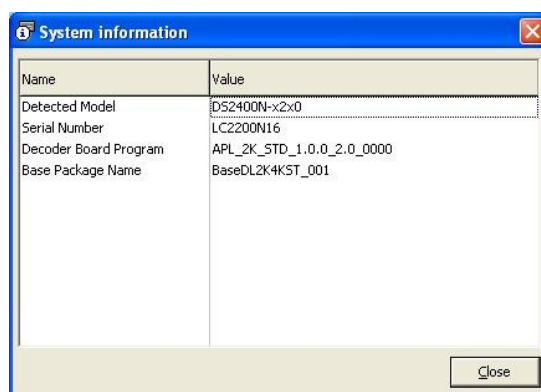 System information
Name Value
Detected Model DS2400N-x2x0
Serial Number LC2200N16
Decoder Board Program APL_2K_STD_1.0.0_2.0_0000
Base Package Name BaseDL2K4KST_001
Close